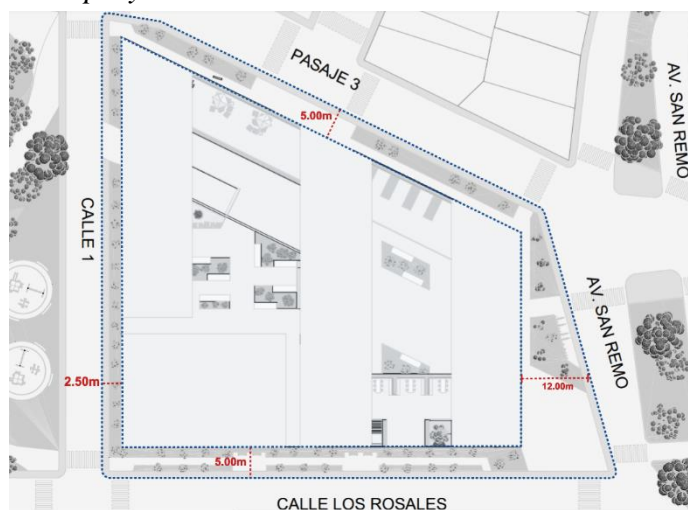 PASAJE 3
AV. SAN REMO
5.00m
CALLE 1
AV. SAN REMO
2.50m
12.00m
5.00m
CALLE LOS ROSALES